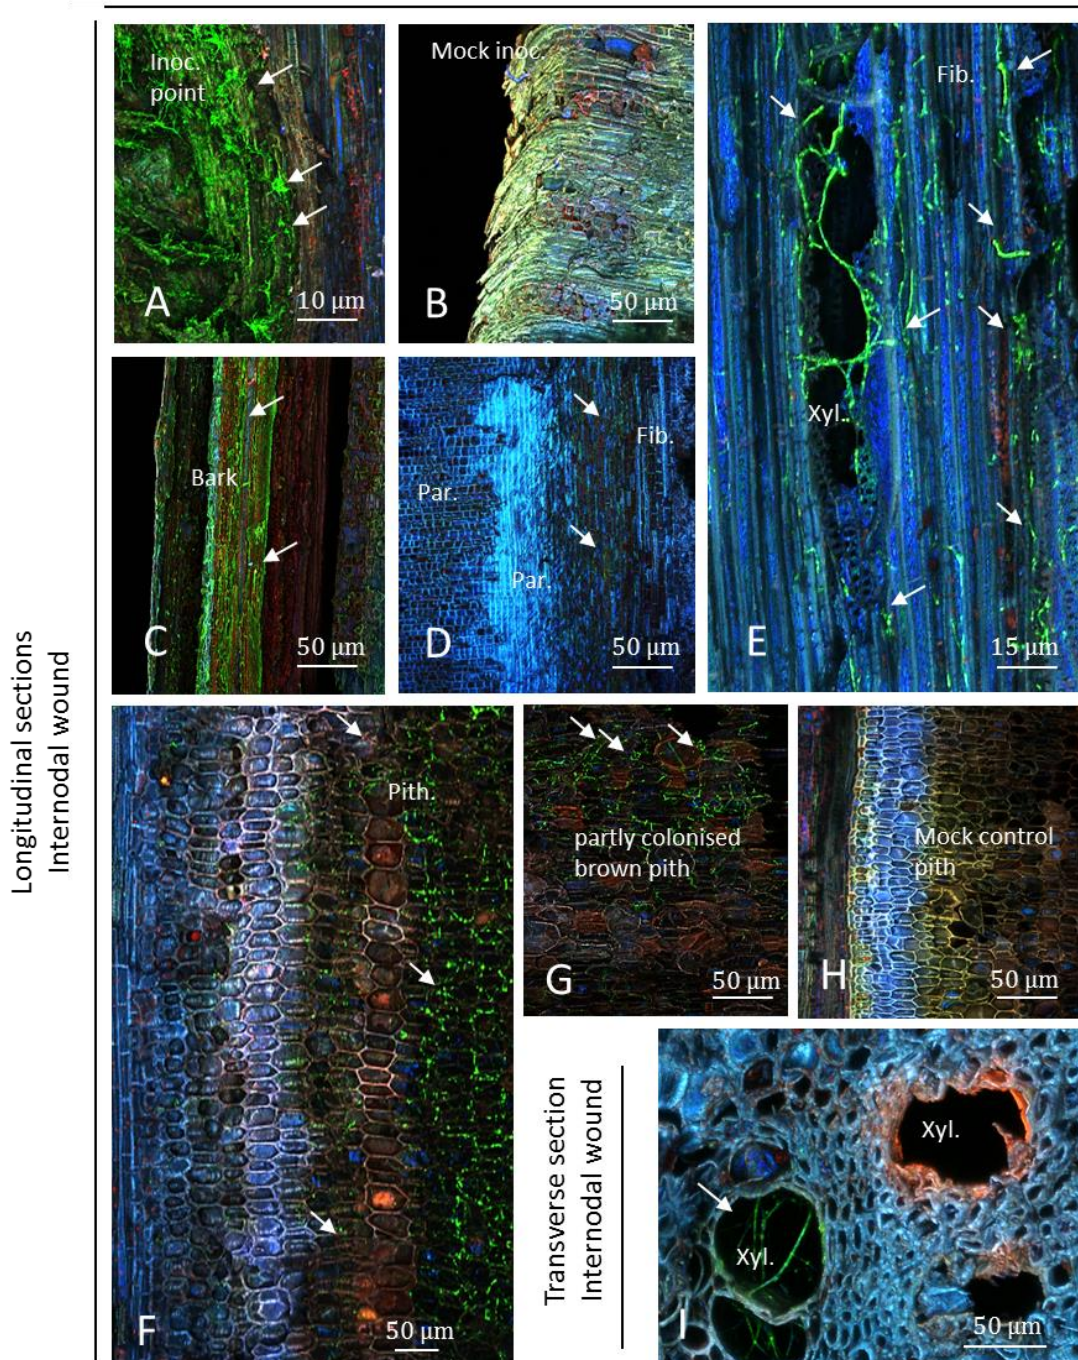 Longitudinal sections
Internodal wound
Inoc.
point
A
10 µm
Mock inoc.
B
50 µm
Bark
C
50 µm
Par.
Par.
Fib.
D
50 µm
Fib.
Xyl.
E
15 µm
Pith.
F
50 µm
partly colonised
brown pith
G
50 µm
Mock control
pith
H
50 µm
Transverse section
Internodal wound
Xyl.
Xyl.
I
50 µm